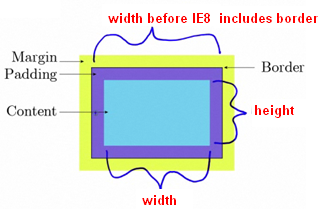 width before IE8 includes border
Margin
Padding
Border
Content
height
width